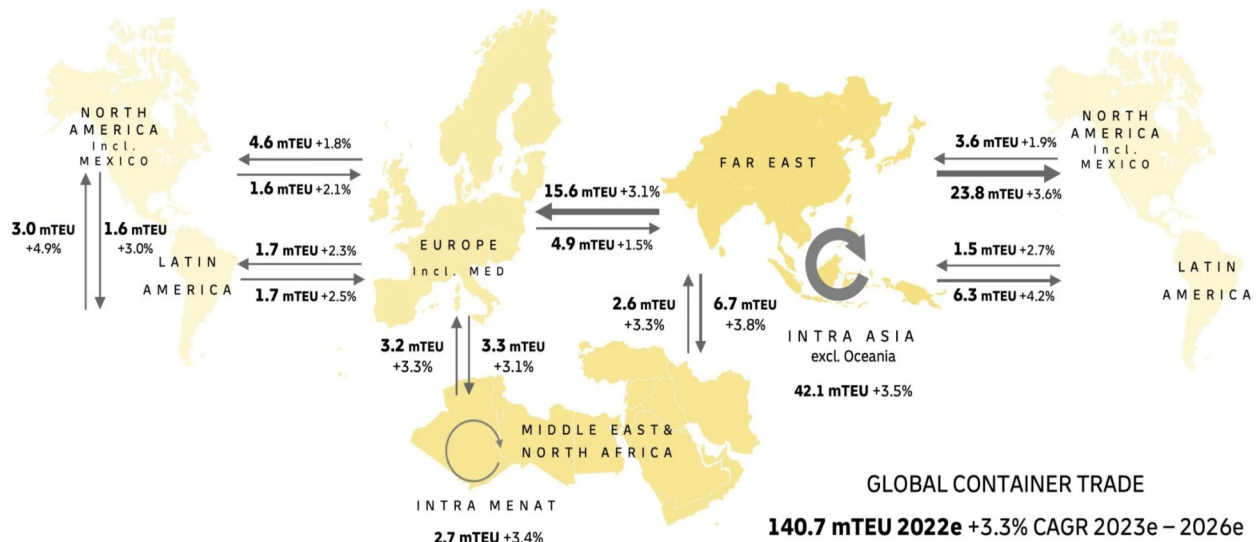 NORTH
AMERICA
Incl.
MEXICO
3.0 mTEU
+4.9%
1.6 mTEU
+3.0%
LATIN
AMERICA
4.6 mTEU +1.8%
1.6 mTEU +2.1%
1.7 mTEU +2.3%
1.7 mTEU +2.5%
EUROPE
Incl. MED
15.6 mTEU +3.1%
4.9 mTEU +1.5%
3.2 mTEU
+3.3%
3.3 mTEU
+3.1%
MIDDLE EAST&
NORTH AFRICA
INTRA MENAT
2.7 mTEU +3.4%
FAR EAST
2.6 mTEU
+3.3%
6.7 mTEU
+3.8%
INTRA ASIA
excl. Oceania
42.1 mTEU +3.5%
3.6 mTEU +1.9%
23.8 mTEU +3.6%
1.5 mTEU +2.7%
6.3 mTEU +4.2%
NORTH
AMERICA
Incl.
MEXICO
LATIN
AMERICA
GLOBAL CONTAINER TRADE
140.7 mTEU 2022e +3.3% CAGR 2023e – 2026e